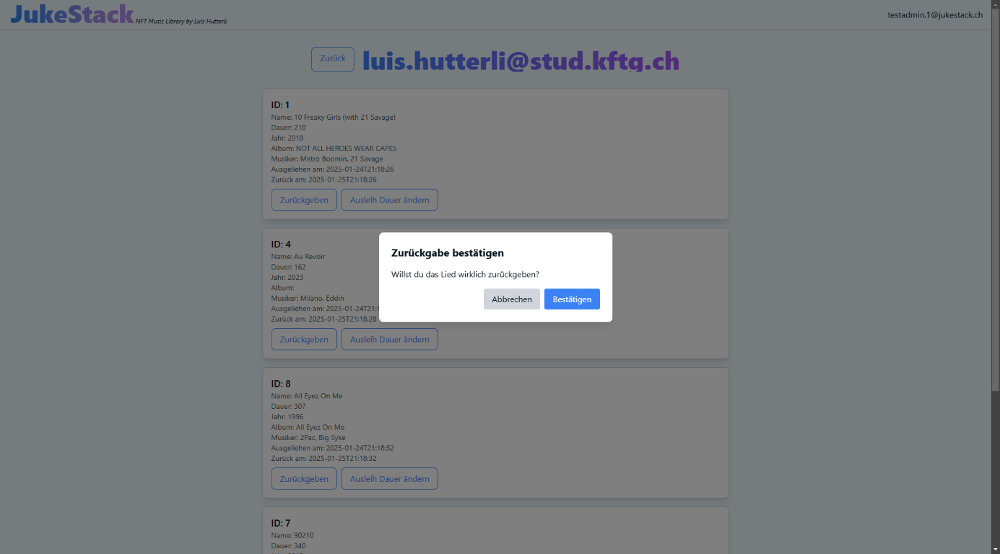 JukeStack NFT Music Library by Luis Hutterli
testadmin.1@jukestack.ch
Zurück
luis.hutterli@stud.kftg.ch
ID: 1
Name: 10 Freaky Girls (with 21 Savage)
Dauer: 210
Jahr: 2018
Album: NOT ALL HEROES WEAR CAPES
Musiker: Metro Boomin, 21 Savage
Ausgeliehen am: 2025-01-24T21:18:26
Zurück am: 2025-01-25T21:18:26
Zurückgeben Ausleih Dauer ändern
ID: 4
Name: Au Revoir
Dauer: 162
Jahr: 2023
Album:
Musiker: Milano, Eddin
Ausgeliehen am: 2025-01-24T21:1
Zurück am: 2025-01-25T21:18:28
Zurückgeben Ausleih Dauer ändern
Zurückgabe bestätigen
Willst du das Lied wirklich zurückgeben?
Abbrechen Bestätigen
ID: 8
Name: All Eyez On Me
Dauer: 307
Jahr: 1996
Album: All Eyez On Me
Musiker: 2Pac, Big Syke
Ausgeliehen am: 2025-01-24T21:18:32
Zurück am: 2025-01-25T21:18:32
Zurückgeben Ausleih Dauer ändern
ID: 7
Name: 90210
Dauer: 340